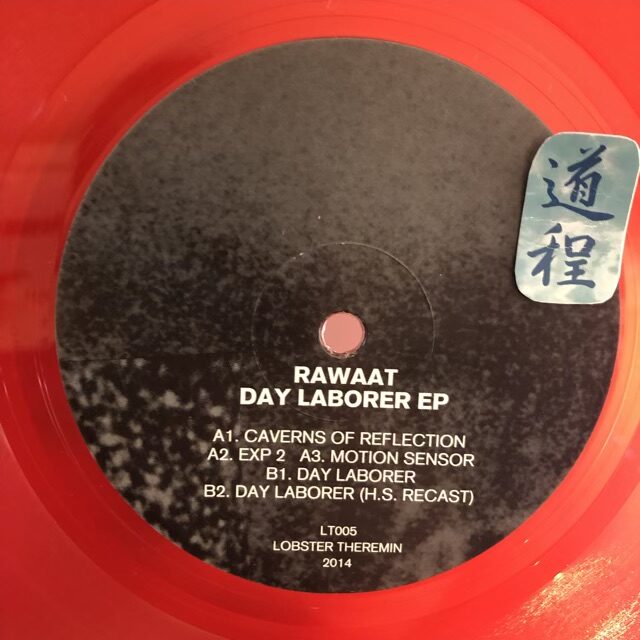 道
程
RAWAAT
DAY LABORER EP
A1. CAVERNS OF REFLECTION
A2. EXP 2 A3. MOTION SENSOR
B1. DAY LABORER
B2. DAY LABORER (H.S. RECAST)
LT005
LOBSTER THEREMIN
2014